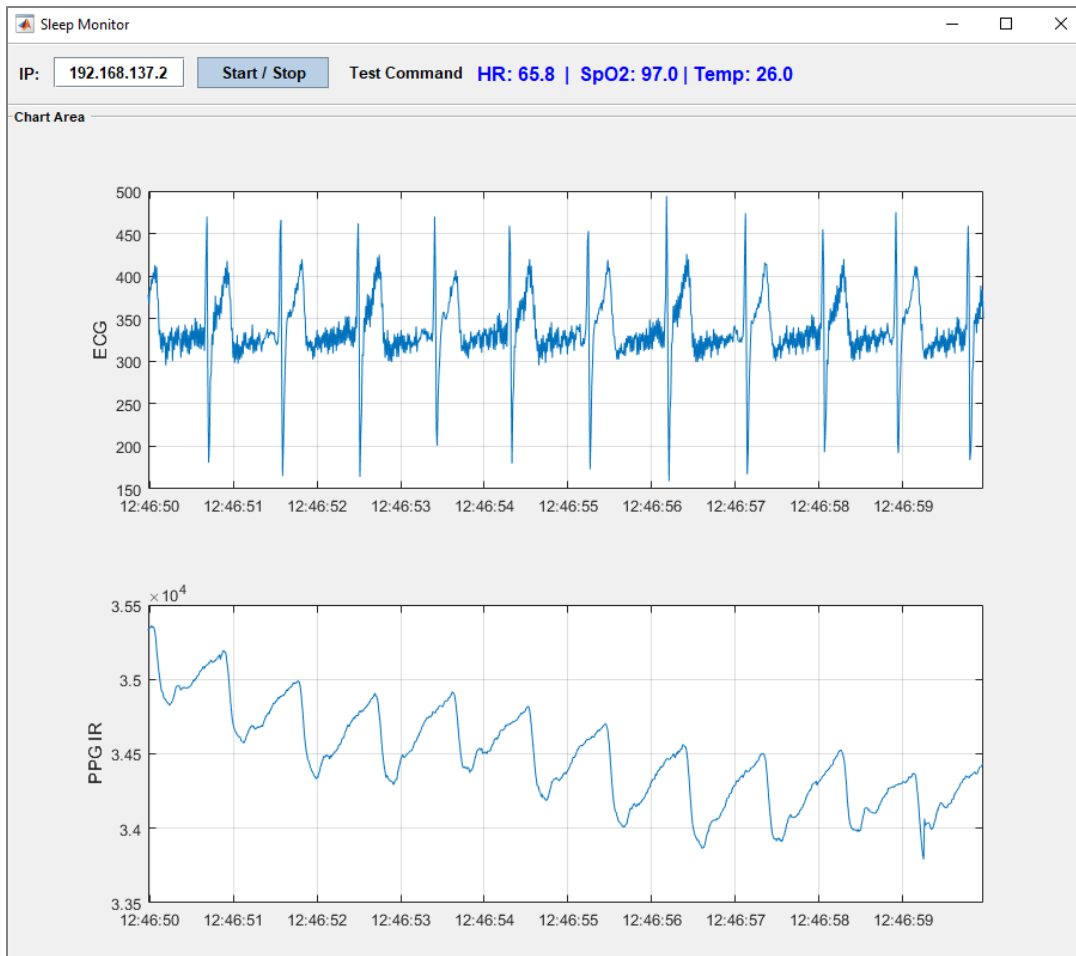 Sleep Monitor
IP: 192.168.137.2 Start / Stop Test Command HR: 65.8 | SpO2: 97.0 | Temp: 26.0
Chart Area
500
450
400
350
300
250
200
150
ECG
12:46:50 12:46:51 12:46:52 12:46:53 12:46:54 12:46:55 12:46:56 12:46:57 12:46:58 12:46:59
× 10^4
3.55
3.5
3.45
3.4
3.35
PPG IR
12:46:50 12:46:51 12:46:52 12:46:53 12:46:54 12:46:55 12:46:56 12:46:57 12:46:58 12:46:59